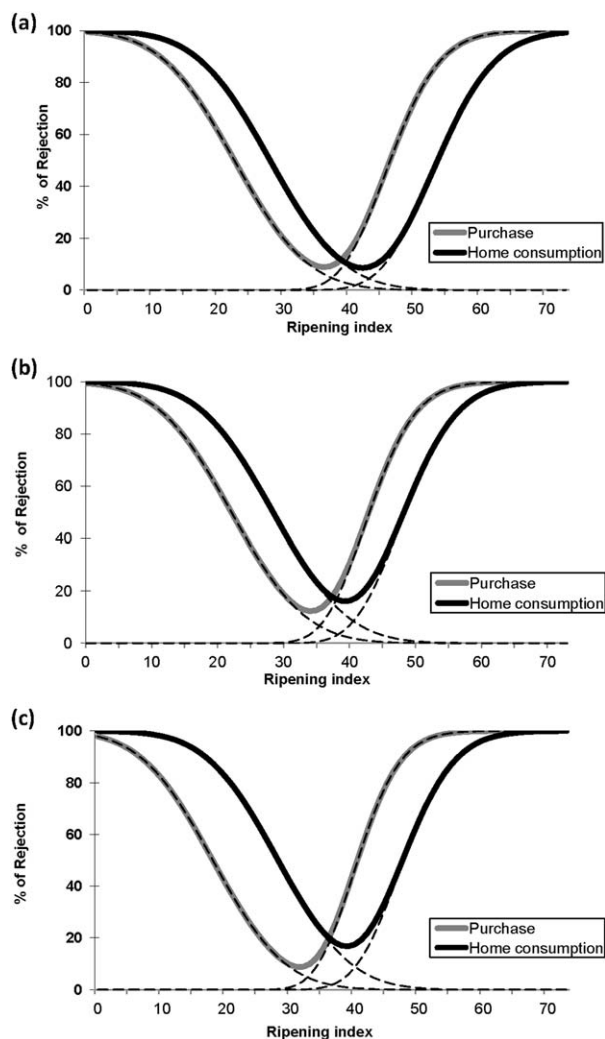 (a)
100
80
60
40
20
0
% of Rejection
Purchase
Home consumption
0 10 20 30 40 50 60 70
Ripening index
(b)
100
80
60
40
20
0
% of Rejection
Purchase
Home consumption
0 10 20 30 40 50 60 70
Ripening index
(c)
100
80
60
40
20
0
% of Rejection
Purchase
Home consumption
0 10 20 30 40 50 60 70
Ripening index